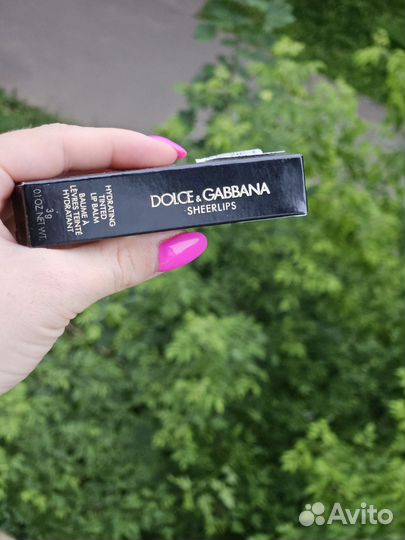 DOLCE & GABBANA
SHEERLIPS
HYDRATING
TINTED
LIP BALM
BAUME À
LÈVRES TEINTÉ
HYDRATANT
3g
0.1 OZ. NET WT.
Avito